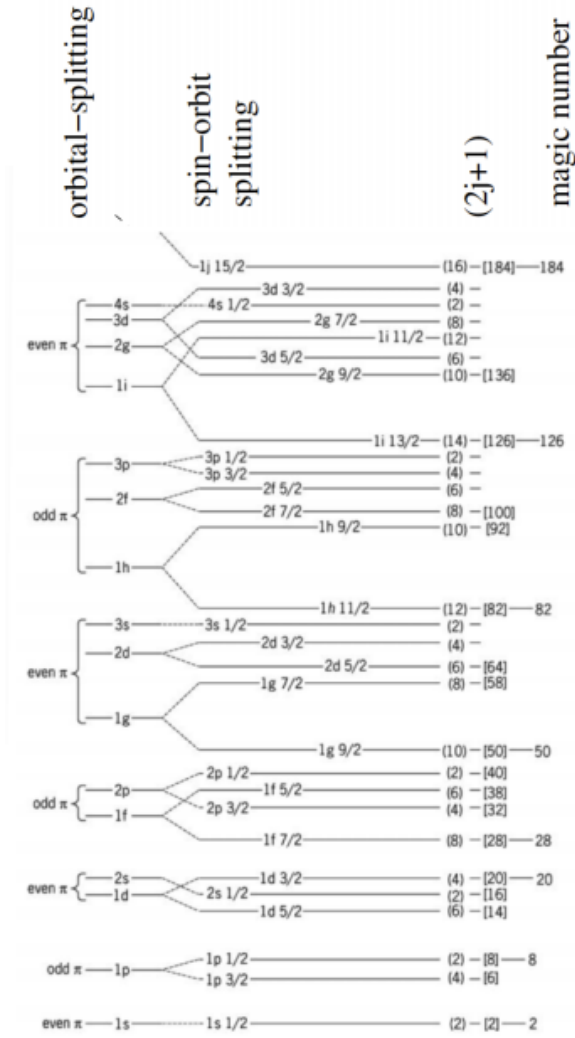 orbital−splitting
spin−orbit splitting
(2j+1)
magic number
1j 15/2 (16) [184] 184
3d 3/2 (4)
4s 4s 1/2 (2)
3d
2g 7/2 (8)
even π 2g
1i 11/2 (12)
3d 5/2 (6)
2g 9/2 (10) [136]
1i
1i 13/2 (14) [126] 126
3p 3p 1/2 (2)
3p 3/2 (4)
2f 5/2 (6)
2f
odd π 2f 7/2 (8) [100]
1h 9/2 (10) [92]
1h
1h 11/2 (12) [82] 82
3s 3s 1/2 (2)
2d 3/2 (4)
2d
even π 2d 5/2 (6) [64]
1g 7/2 (8) [58]
1g
1g 9/2 (10) [50] 50
2p 1/2 (2) [40]
2p 1f 5/2 (6) [38]
odd π 2p 3/2 (4) [32]
1f
1f 7/2 (8) [28] 28
2s 1d 3/2 (4) [20] 20
even π 1d 2s 1/2 (2) [16]
1d 5/2 (6) [14]
1p 1/2 (2) [8] 8
odd π 1p
1p 3/2 (4) [6]
even π 1s 1s 1/2 (2) [2] 2